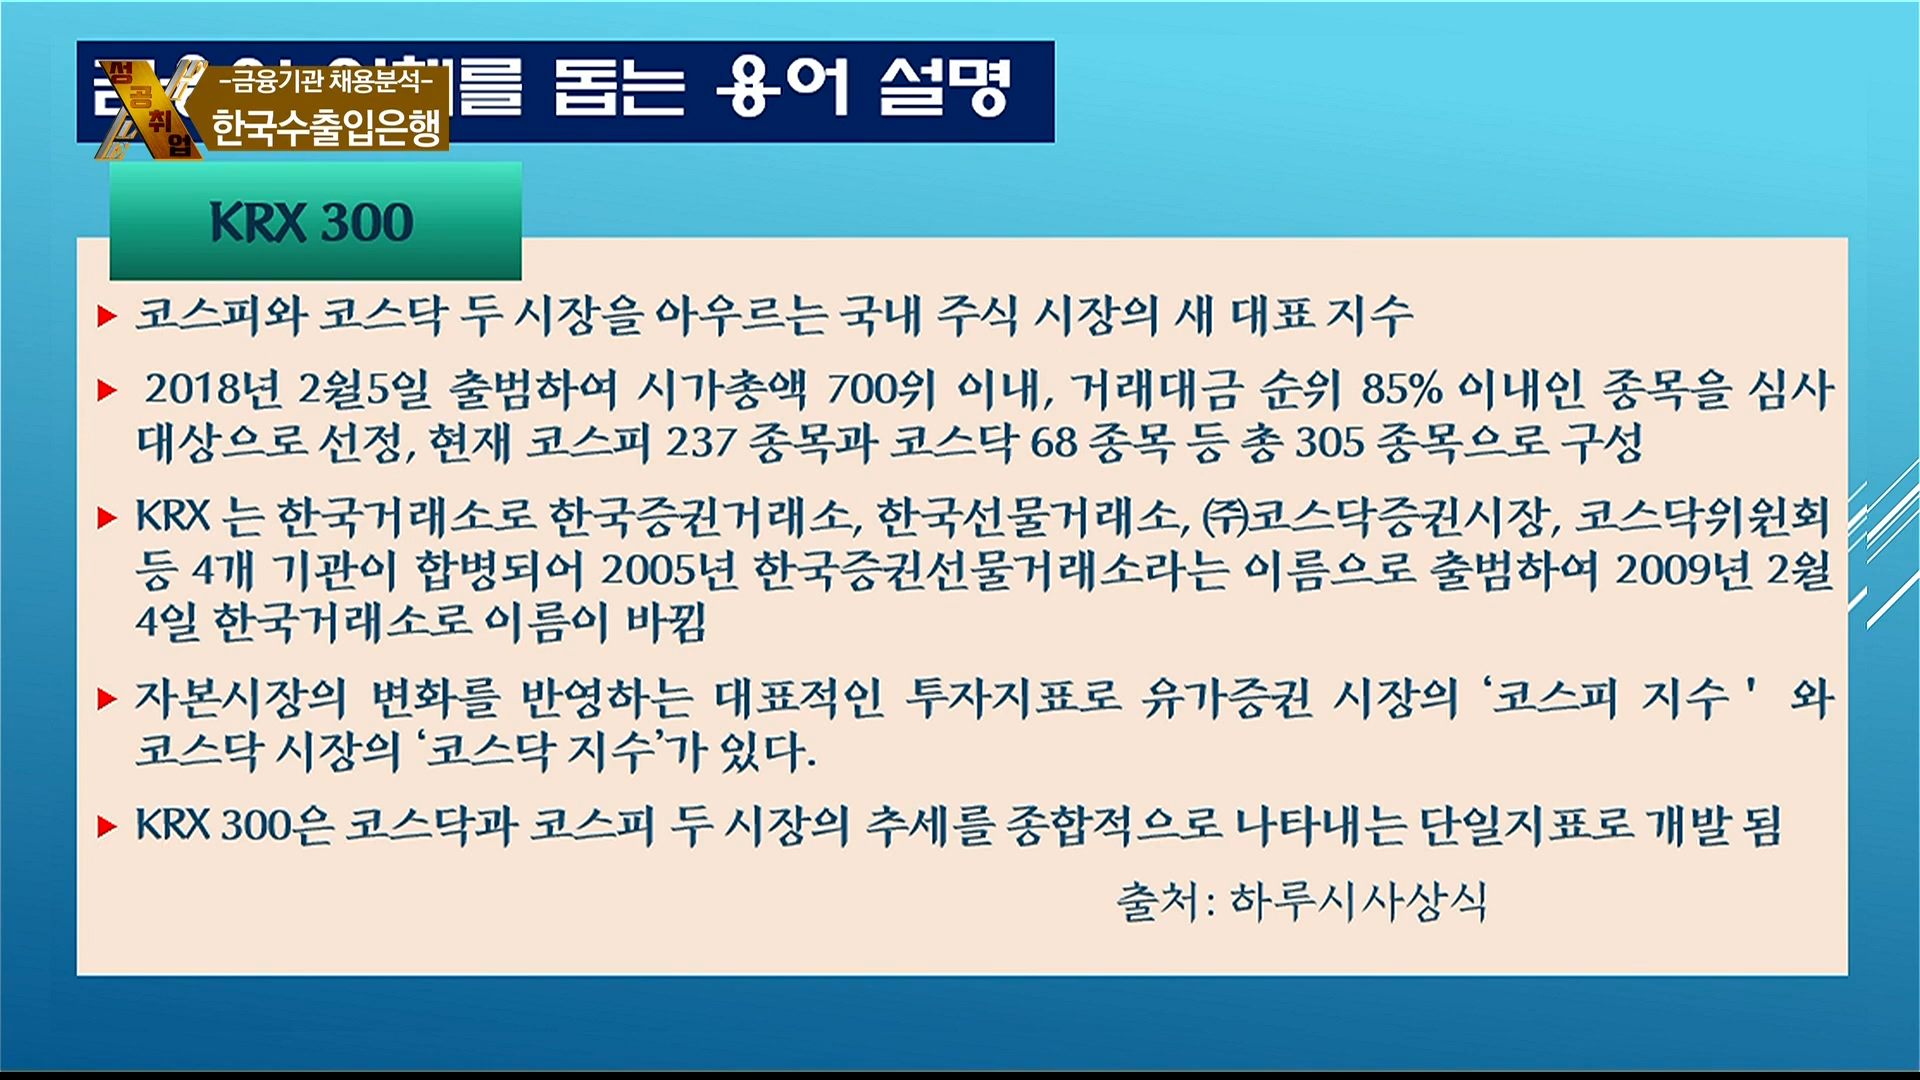 를 돕는 용어 설명
성공취업
-금융기관 채용분석-
한국수출입은행
KRX 300
코스피와 코스닥 두 시장을 아우르는 국내 주식 시장의 새 대표 지수
2018년 2월5일 출범하여 시가총액 700위 이내, 거래대금 순위 85% 이내인 종목을 심사
대상으로 선정, 현재 코스피 237 종목과 코스닥 68 종목 등 총 305 종목으로 구성
KRX 는 한국거래소로 한국증권거래소, 한국선물거래소, ㈜코스닥증권시장, 코스닥위원회
등 4개 기관이 합병되어 2005년 한국증권선물거래소라는 이름으로 출범하여 2009년 2월
4일 한국거래소로 이름이 바뀜
자본시장의 변화를 반영하는 대표적인 투자지표로 유가증권 시장의 ‘코스피 지수＇ 와
코스닥 시장의 ‘코스닥 지수’가 있다.
KRX 300은 코스닥과 코스피 두 시장의 추세를 종합적으로 나타내는 단일지표로 개발 됨
출처: 하루시사상식